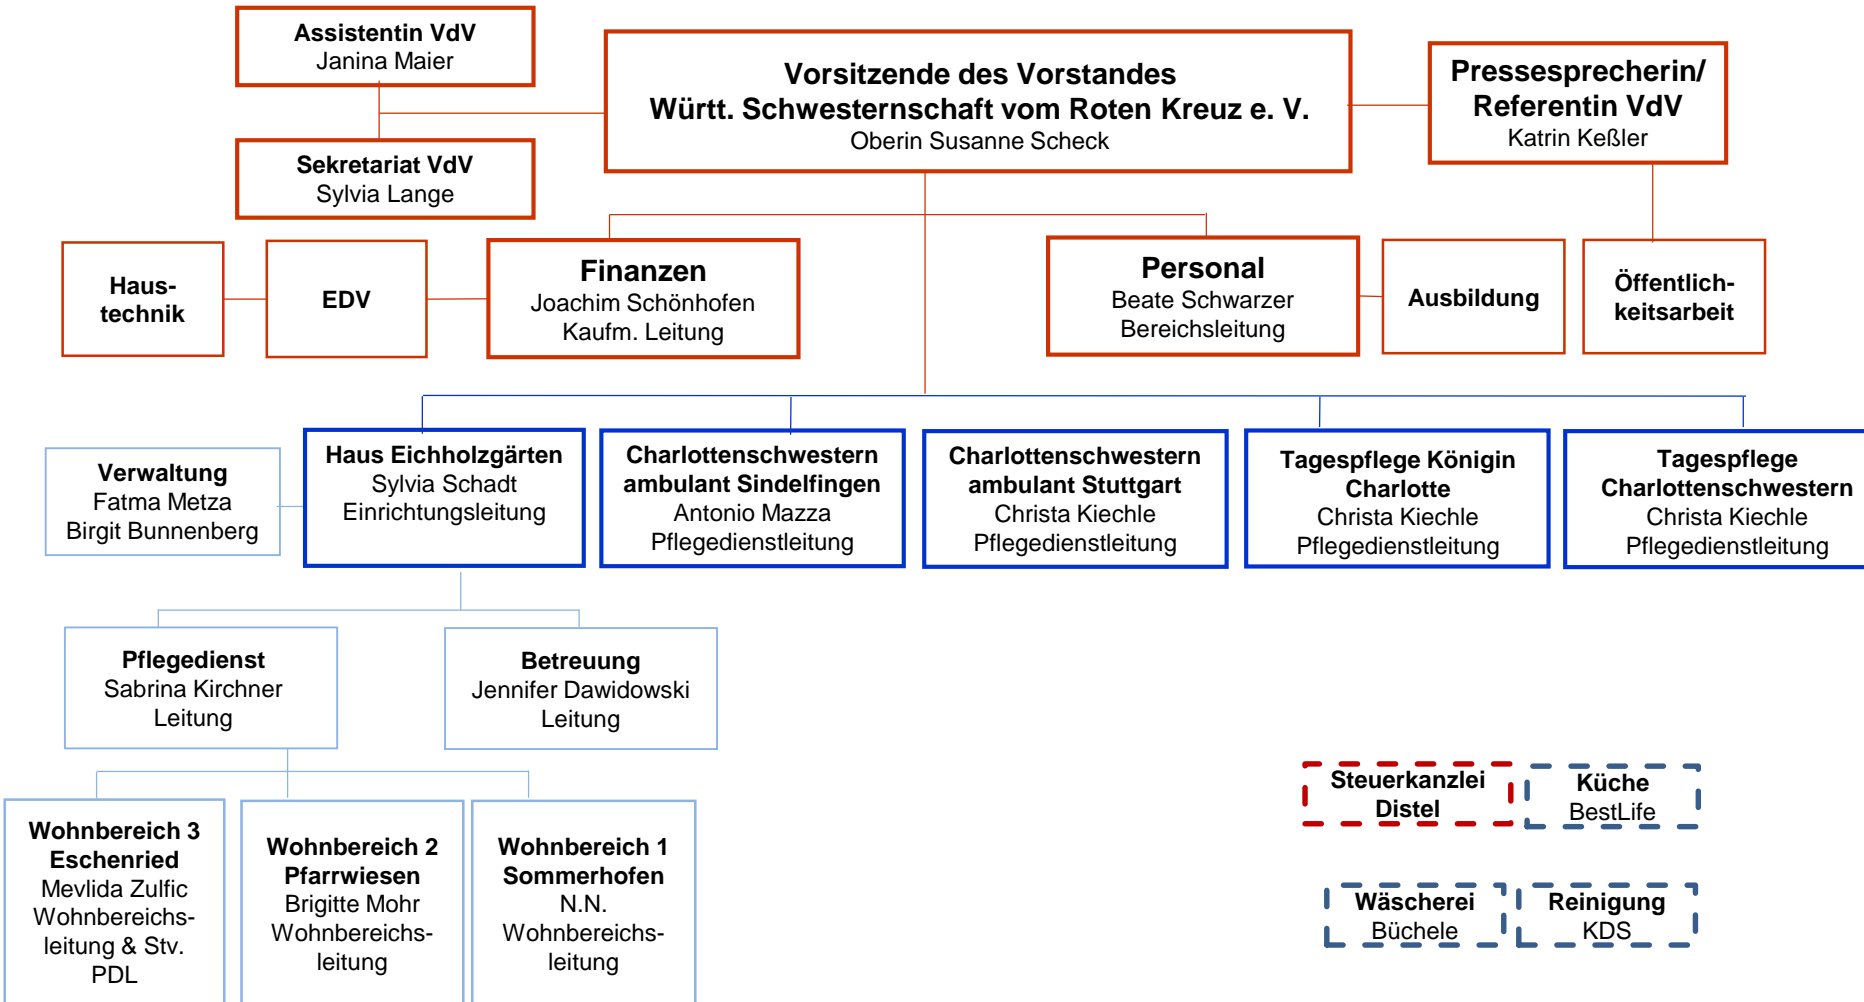 Assistentin VdV
Janina Maier
Vorsitzende des Vorstandes
Württ. Schwesternschaft vom Roten Kreuz e. V.
Oberin Susanne Scheck
Pressesprecherin/
Referentin VdV
Katrin Keßler
Sekretariat VdV
Sylvia Lange
Haus-
technik
EDV
Finanzen
Joachim Schönhofen
Kaufm. Leitung
Personal
Beate Schwarzer
Bereichsleitung
Ausbildung
Öffentlich-
keitsarbeit
Verwaltung
Fatma Metza
Birgit Bunnenberg
Haus Eichholzgärten
Sylvia Schadt
Einrichtungsleitung
Charlottenschwestern
ambulant Sindelfingen
Antonio Mazza
Pflegedienstleitung
Charlottenschwestern
ambulant Stuttgart
Christa Kiechle
Pflegedienstleitung
Tagespflege Königin
Charlotte
Christa Kiechle
Pflegedienstleitung
Tagespflege
Charlottenschwestern
Christa Kiechle
Pflegedienstleitung
Pflegedienst
Sabrina Kirchner
Leitung
Betreuung
Jennifer Dawidowski
Leitung
Wohnbereich 3
Eschenried
Mevlida Zulfic
Wohnbereichs-
leitung & Stv.
PDL
Wohnbereich 2
Pfarrwiesen
Brigitte Mohr
Wohnbereichs-
leitung
Wohnbereich 1
Sommerhofen
N.N.
Wohnbereichs-
leitung
Steuerkanzlei
Distel
Küche
BestLife
Wäscherei
Büchele
Reinigung
KDS